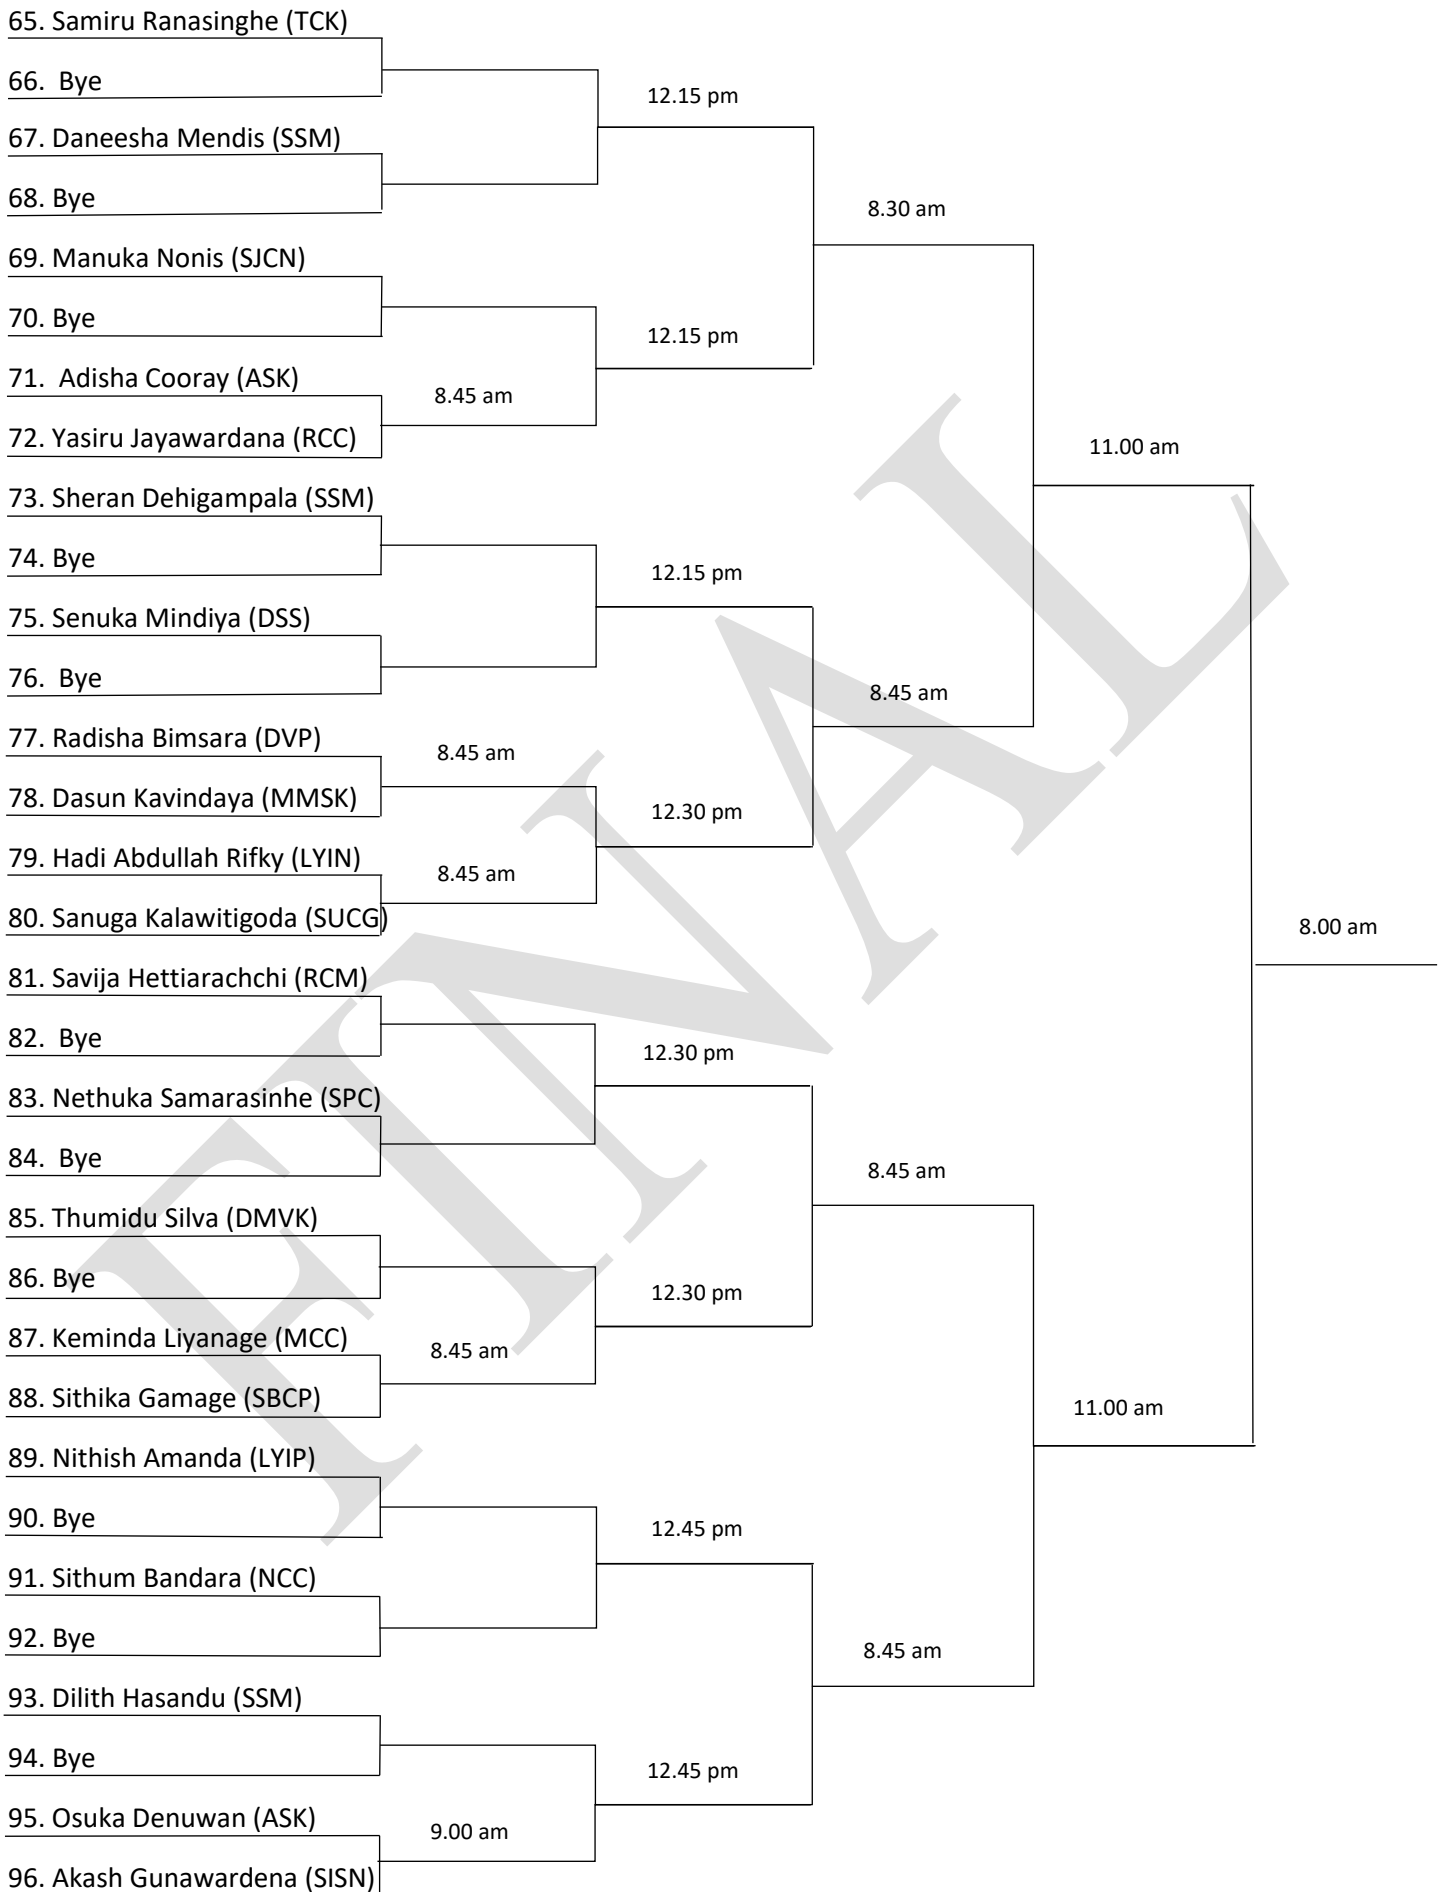 65. Samiru Ranasinghe (TCK)
66. Bye
12.15 pm
67. Daneesha Mendis (SSM)
68. Bye
8.30 am
69. Manuka Nonis (SJCN)
70. Bye
12.15 pm
71. Adisha Cooray (ASK)
8.45 am
72. Yasiru Jayawardana (RCC)
11.00 am
73. Sheran Dehigampala (SSM)
74. Bye
12.15 pm
75. Senuka Mindiya (DSS)
76. Bye
8.45 am
77. Radisha Bimsara (DVP)
8.45 am
78. Dasun Kavindaya (MMSK)
12.30 pm
79. Hadi Abdullah Rifky (LYIN)
8.45 am
80. Sanuga Kalawitigoda (SUCG)
8.00 am
81. Savija Hettiarachchi (RCM)
82. Bye
12.30 pm
83. Nethuka Samarasinhe (SPC)
84. Bye
8.45 am
85. Thumidu Silva (DMVK)
86. Bye
12.30 pm
87. Keminda Liyanage (MCC)
8.45 am
88. Sithika Gamage (SBCP)
11.00 am
89. Nithish Amanda (LYIP)
90. Bye
12.45 pm
91. Sithum Bandara (NCC)
92. Bye
8.45 am
93. Dilith Hasandu (SSM)
94. Bye
12.45 pm
95. Osuka Denuwan (ASK)
9.00 am
96. Akash Gunawardena (SISN)
FINAL